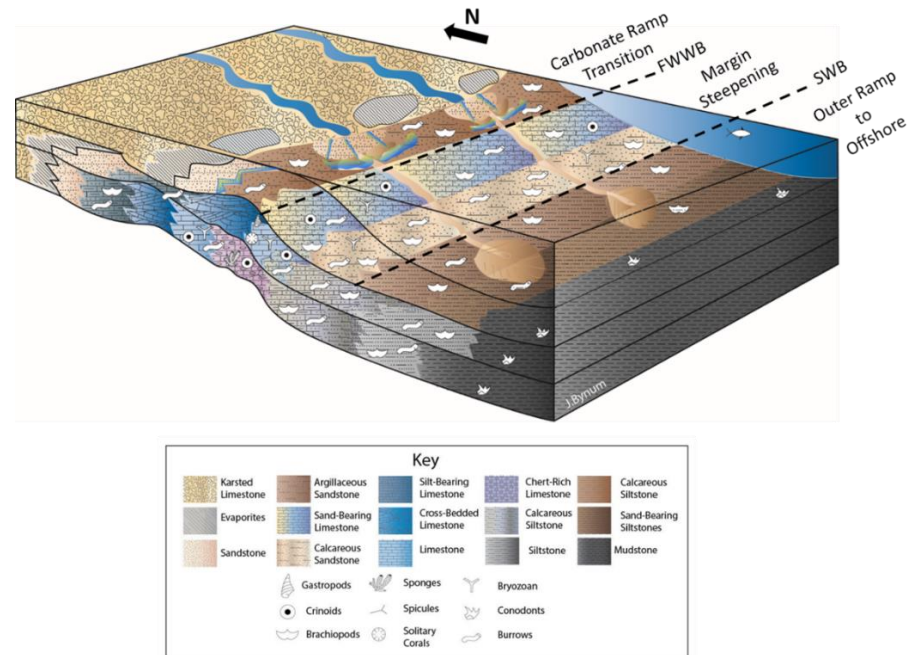 N
Carbonate Ramp
Transition
FWWB
Margin
Steepening
SWB
Outer Ramp
to
Offshore
J.Bynum
Key
Karsted
Limestone
Argillaceous
Sandstone
Silt-Bearing
Limestone
Chert-Rich
Limestone
Calcareous
Siltstone
Evaporites
Sand-Bearing
Limestone
Cross-Bedded
Limestone
Calcareous
Siltstone
Sand-Bearing
Siltstones
Sandstone
Calcareous
Sandstone
Limestone
Siltstone
Mudstone
Gastropods
Sponges
Bryozoan
Crinoids
Spicules
Conodonts
Brachiopods
Solitary
Corals
Burrows